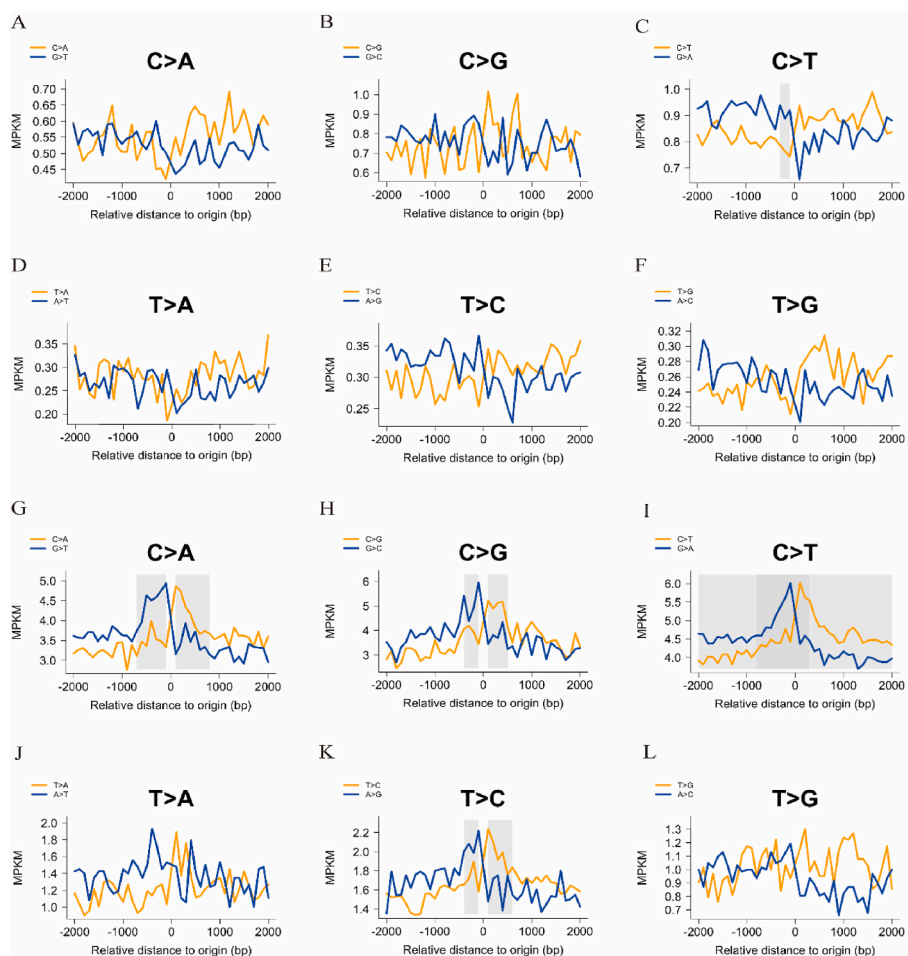 A
C>A
G>T
C>A
MPKM
0.70
0.65
0.60
0.55
0.50
0.45
-2000 -1000 0 1000 2000
Relative distance to origin (bp)
B
C>G
G>C
C>G
MPKM
1.0
0.9
0.8
0.7
0.6
-2000 -1000 0 1000 2000
Relative distance to origin (bp)
C
C>T
G>A
C>T
MPKM
1.0
0.9
0.8
0.7
-2000 -1000 0 1000 2000
Relative distance to origin (bp)
D
T>A
A>T
T>A
MPKM
0.35
0.30
0.25
0.20
-2000 -1000 0 1000 2000
Relative distance to origin (bp)
E
T>C
A>G
T>C
MPKM
0.35
0.30
0.25
-2000 -1000 0 1000 2000
Relative distance to origin (bp)
F
T>G
A>C
T>G
MPKM
0.32
0.30
0.28
0.26
0.24
0.22
0.20
-2000 -1000 0 1000 2000
Relative distance to origin (bp)
G
C>A
G>T
C>A
MPKM
5.0
4.5
4.0
3.5
3.0
-2000 -1000 0 1000 2000
Relative distance to origin (bp)
H
C>G
G>C
C>G
MPKM
6
5
4
3
-2000 -1000 0 1000 2000
Relative distance to origin (bp)
I
C>T
G>A
C>T
MPKM
6.0
5.5
5.0
4.5
4.0
-2000 -1000 0 1000 2000
Relative distance to origin (bp)
J
T>A
A>T
T>A
MPKM
2.0
1.8
1.6
1.4
1.2
1.0
-2000 -1000 0 1000 2000
Relative distance to origin (bp)
K
T>C
A>G
T>C
MPKM
2.2
2.0
1.8
1.6
1.4
-2000 -1000 0 1000 2000
Relative distance to origin (bp)
L
T>G
A>C
T>G
MPKM
1.3
1.2
1.1
1.0
0.9
0.8
0.7
-2000 -1000 0 1000 2000
Relative distance to origin (bp)